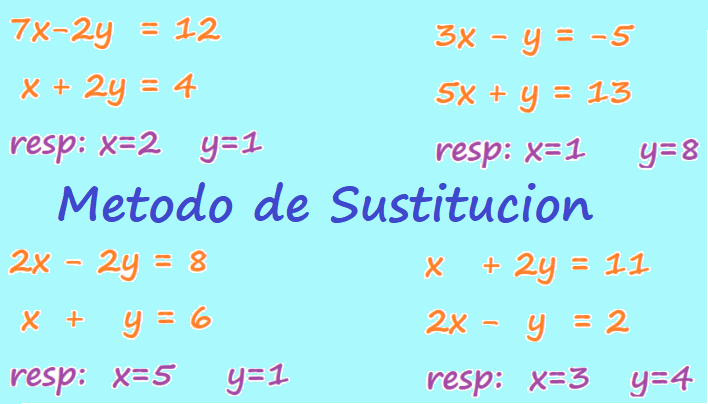 7x-2y = 12
x + 2y = 4
resp: x=2 y=1
3x - y = -5
5x + y = 13
resp: x=1 y=8
Metodo de Sustitucion
2x - 2y = 8
x + y = 6
resp: x=5 y=1
x + 2y = 11
2x - y = 2
resp: x=3 y=4